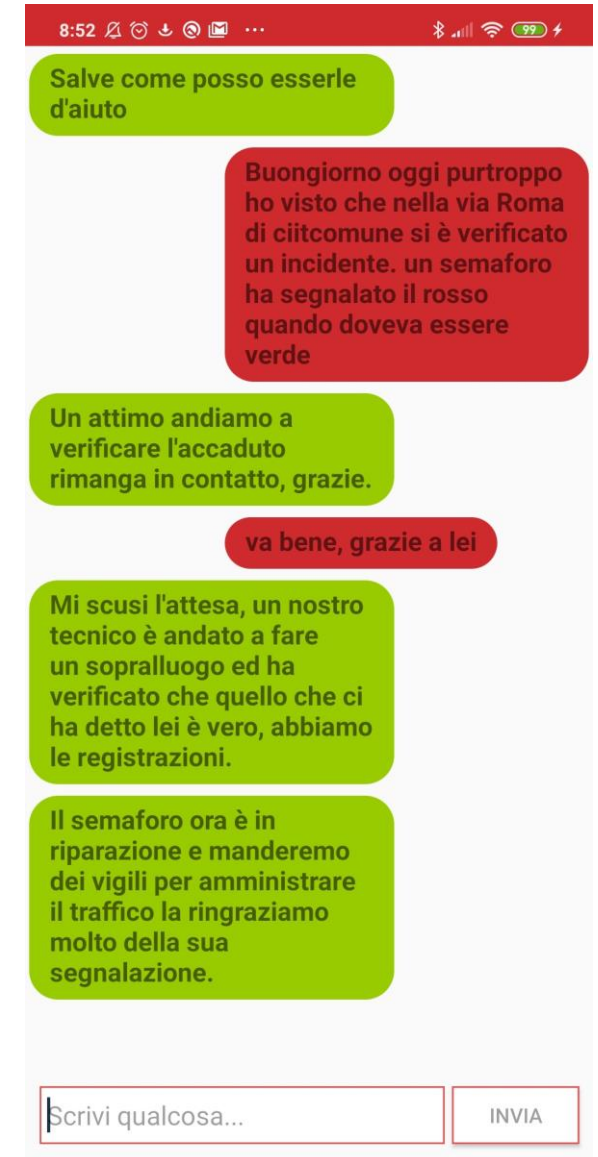 8:52 ... 99
Salve come posso esserle
d'aiuto
Buongiorno oggi purtroppo
ho visto che nella via Roma
di ciitcomune si è verificato
un incidente. un semaforo
ha segnalato il rosso
quando doveva essere
verde
Un attimo andiamo a
verificare l'accaduto
rimanga in contatto, grazie.
va bene, grazie a lei
Mi scusi l'attesa, un nostro
tecnico è andato a fare
un sopralluogo ed ha
verificato che quello che ci
ha detto lei è vero, abbiamo
le registrazioni.
Il semaforo ora è in
riparazione e manderemo
dei vigili per amministrare
il traffico la ringraziamo
molto della sua
segnalazione.
Scrivi qualcosa... INVIA